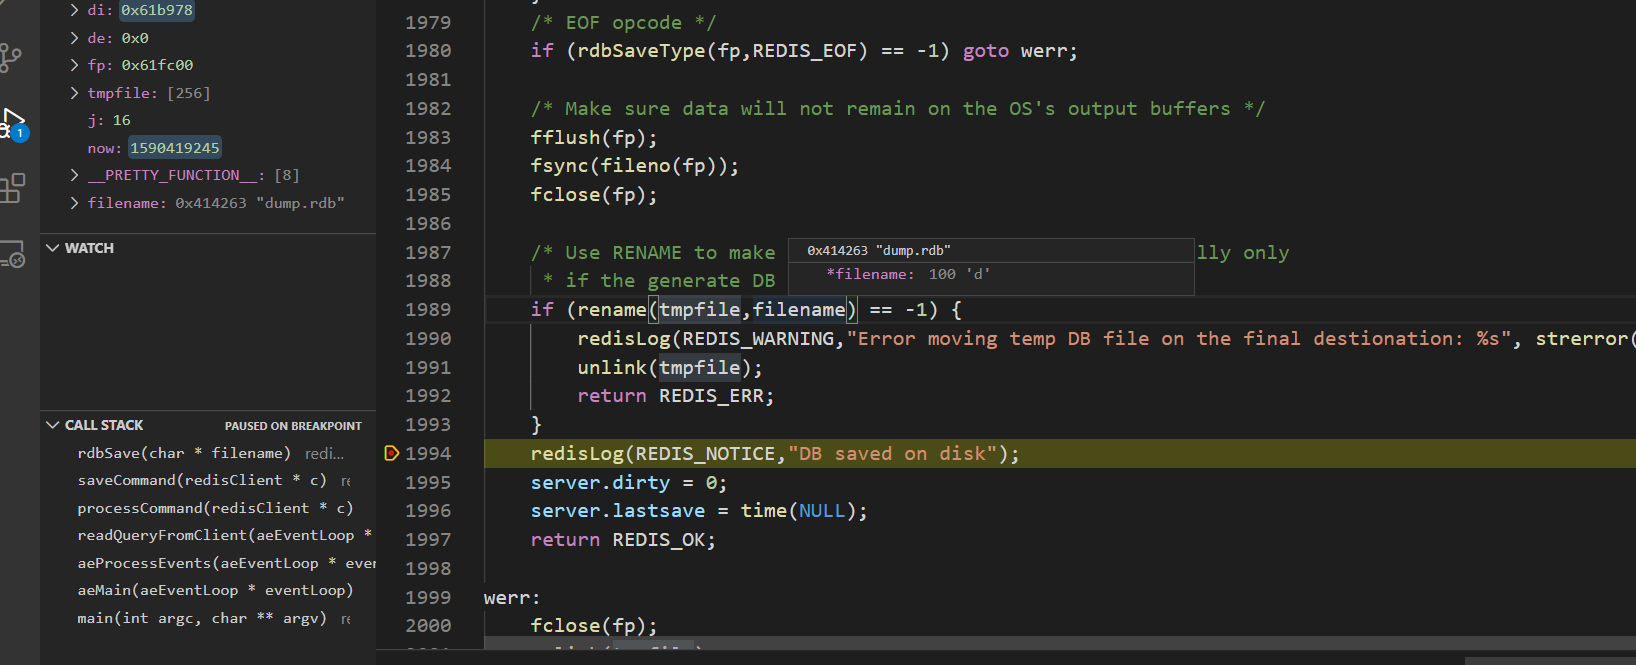 di: 0x61b978
de: 0x0
fp: 0x61fc00
tmpfile: [256]
j: 16
now: 1590419245
__PRETTY_FUNCTION__: [8]
filename: 0x414263 "dump.rdb"
WATCH
CALL STACK PAUSED ON BREAKPOINT
rdbSave(char * filename) redi...
saveCommand(redisClient * c) re
processCommand(redisClient * c)
readQueryFromClient(aeEventLoop *
aeProcessEvents(aeEventLoop * even
aeMain(aeEventLoop * eventLoop)
main(int argc, char ** argv) re
1
1979 /* EOF opcode */
1980 if (rdbSaveType(fp,REDIS_EOF) == -1) goto werr;
1981
1982 /* Make sure data will not remain on the OS's output buffers */
1983 fflush(fp);
1984 fsync(fileno(fp));
1985 fclose(fp);
1986
1987 /* Use RENAME to make lly only
1988 * if the generate DB
0x414263 "dump.rdb"
*filename: 100 'd'
1989 if (rename(tmpfile,filename) == -1) {
1990 redisLog(REDIS_WARNING,"Error moving temp DB file on the final destionation: %s", strerror(
1991 unlink(tmpfile);
1992 return REDIS_ERR;
1993 }
1994 redisLog(REDIS_NOTICE,"DB saved on disk");
1995 server.dirty = 0;
1996 server.lastsave = time(NULL);
1997 return REDIS_OK;
1998
1999 werr:
2000 fclose(fp);